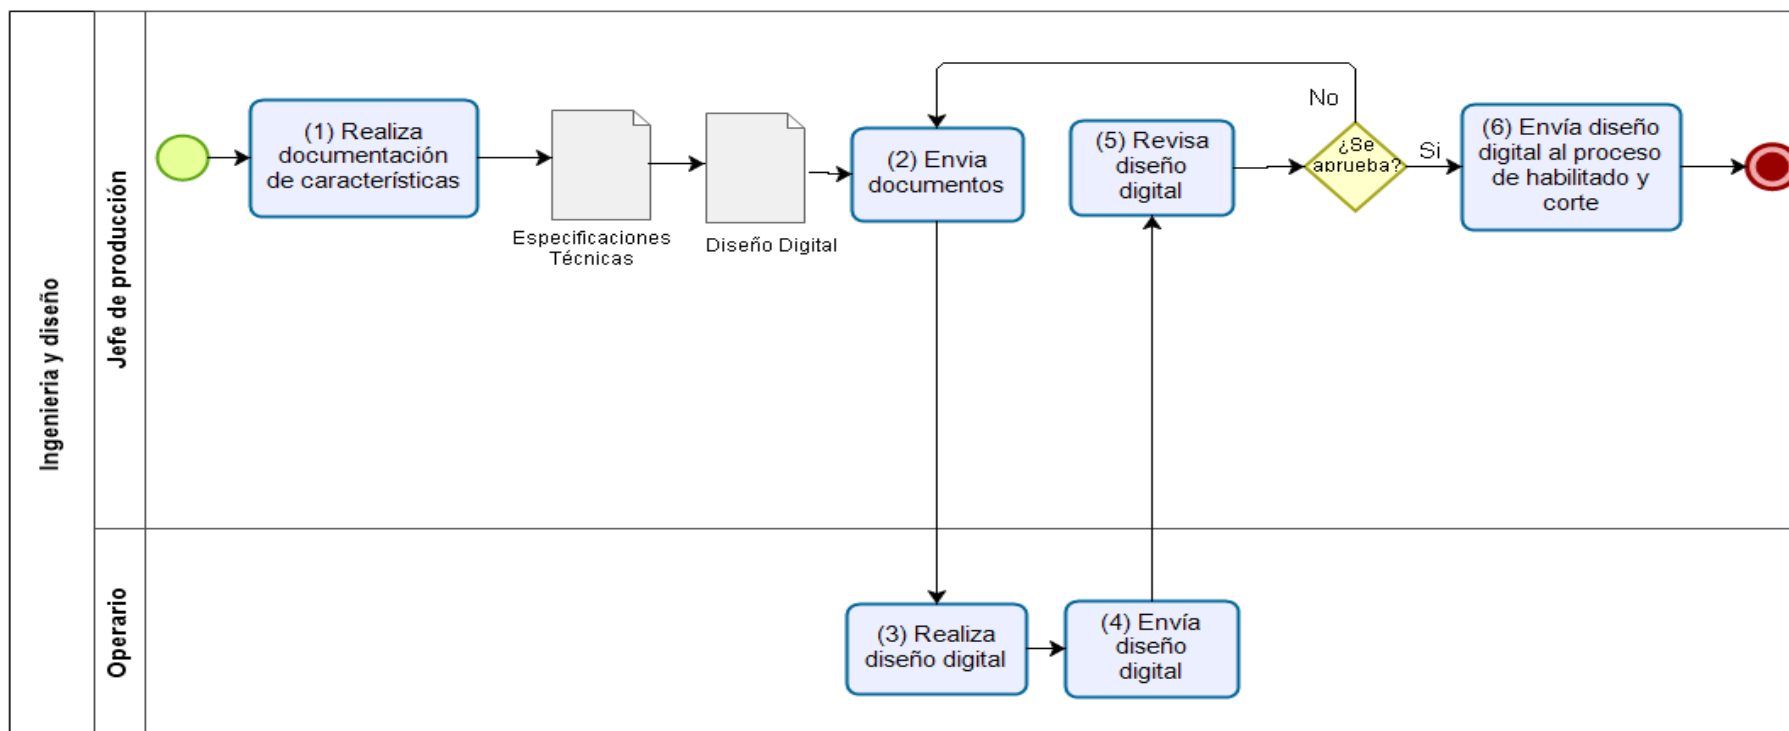 Ingenieria y diseño
Jefe de producción
(1) Realiza
documentación
de características
Especificaciones
Técnicas
Diseño Digital
(2) Envia
documentos
(5) Revisa
diseño
digital
No
¿Se
aprueba?
Si
(6) Envía diseño
digital al proceso
de habilitado y
corte
Operario
(3) Realiza
diseño digital
(4) Envía
diseño
digital